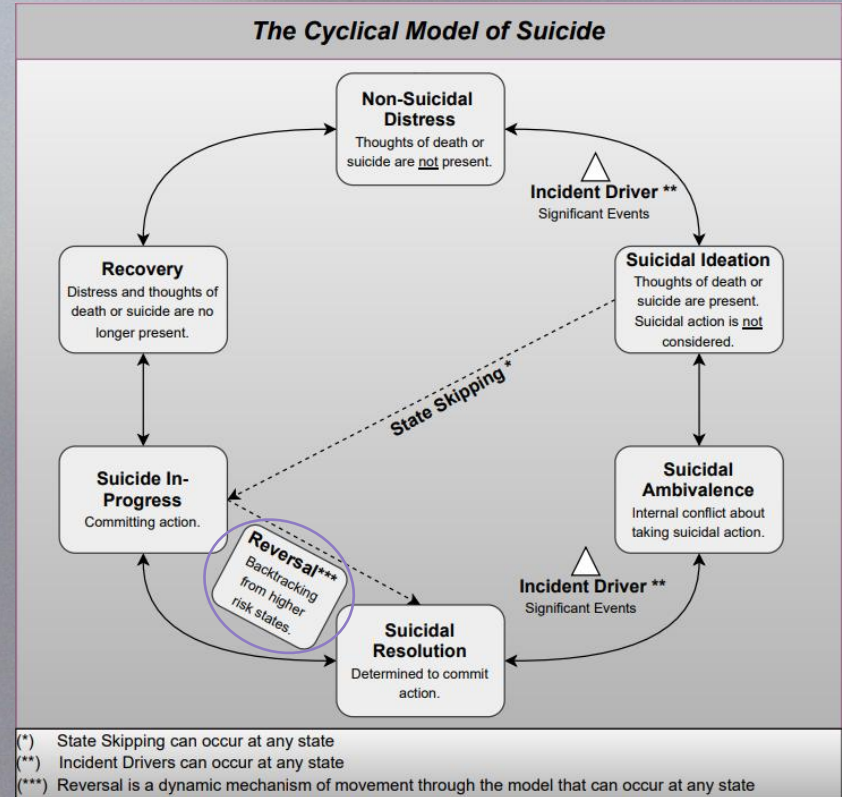 The Cyclical Model of Suicide
Non-Suicidal
Distress
Thoughts of death or
suicide are not present.
Incident Driver **
Significant Events
Recovery
Distress and thoughts of
death or suicide are no
longer present.
Suicidal Ideation
Thoughts of death or
suicide are present.
Suicidal action is not
considered.
State Skipping *
Suicide In-
Progress
Committing action.
Suicidal
Ambivalence
Internal conflict about
taking suicidal action.
Reversal***
Backtracking
from higher
risk states.
Incident Driver **
Significant Events
Suicidal
Resolution
Determined to commit
action.
(*) State Skipping can occur at any state
(**) Incident Drivers can occur at any state
(***) Reversal is a dynamic mechanism of movement through the model that can occur at any state